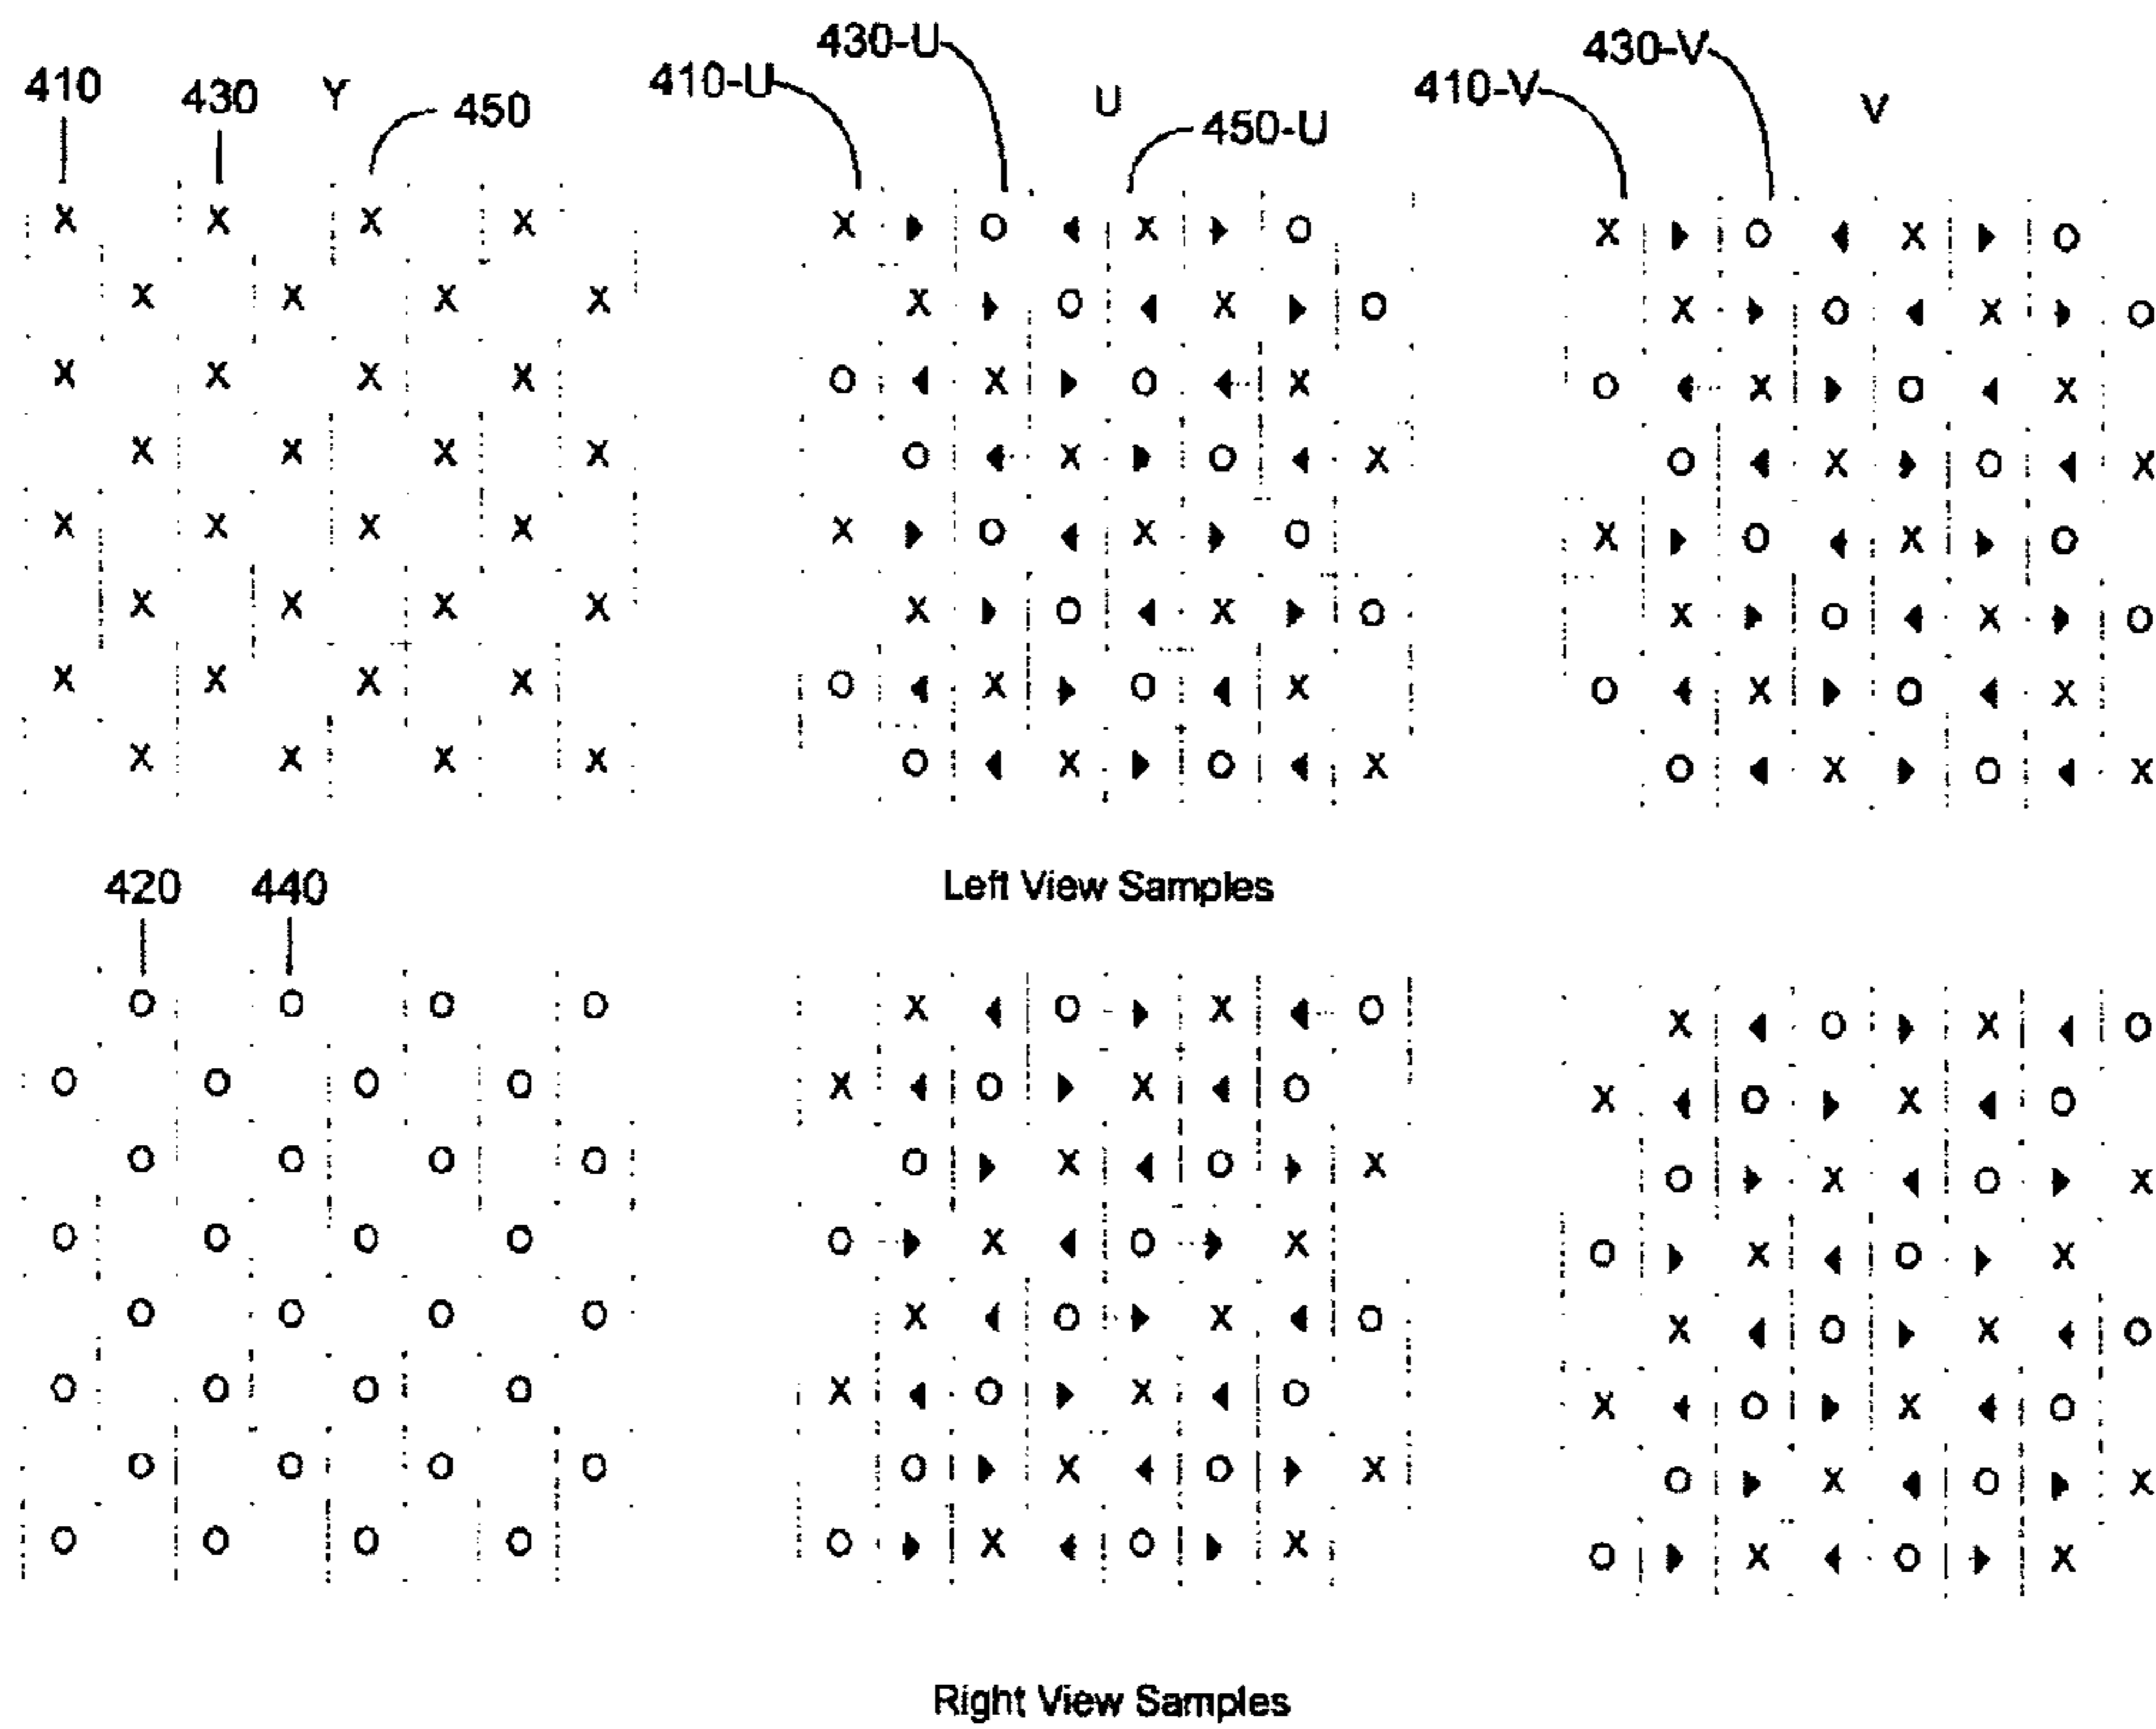 430-U
430-V
410
430
Y
450
410-U
U
450-U
410-V
V
X X X X X ▶ O ◀ X ▶ O X ▶ O ◀ X ▶ O
X X X X X ▶ O ◀ X ▶ O X ▶ O ◀ X ▶ O
X X X X O ◀ X ▶ O ◀ X O ◀ X ▶ O ◀ X
X X X X O ◀ X ▶ O ◀ X O ◀ X ▶ O ◀ X
X X X X X ▶ O ◀ X ▶ O X ▶ O ◀ X ▶ O
X X X X X ▶ O ◀ X ▶ O X ▶ O ◀ X ▶ O
X X X X O ◀ X ▶ O ◀ X O ◀ X ▶ O ◀ X
X X X X O ◀ X ▶ O ◀ X O ◀ X ▶ O ◀ X
420
440
Left View Samples
O O O O X ◀ O ▶ X ◀ O X ◀ O ▶ X ◀ O
O O O O X ◀ O ▶ X ◀ O X ◀ O ▶ X ◀ O
O O O O O ▶ X ◀ O ▶ X O ▶ X ◀ O ▶ X
O O O O O ▶ X ◀ O ▶ X O ▶ X ◀ O ▶ X
O O O O X ◀ O ▶ X ◀ O X ◀ O ▶ X ◀ O
O O O O X ◀ O ▶ X ◀ O X ◀ O ▶ X ◀ O
O O O O O ▶ X ◀ O ▶ X O ▶ X ◀ O ▶ X
O O O O O ▶ X ◀ O ▶ X O ▶ X ◀ O ▶ X
Right View Samples